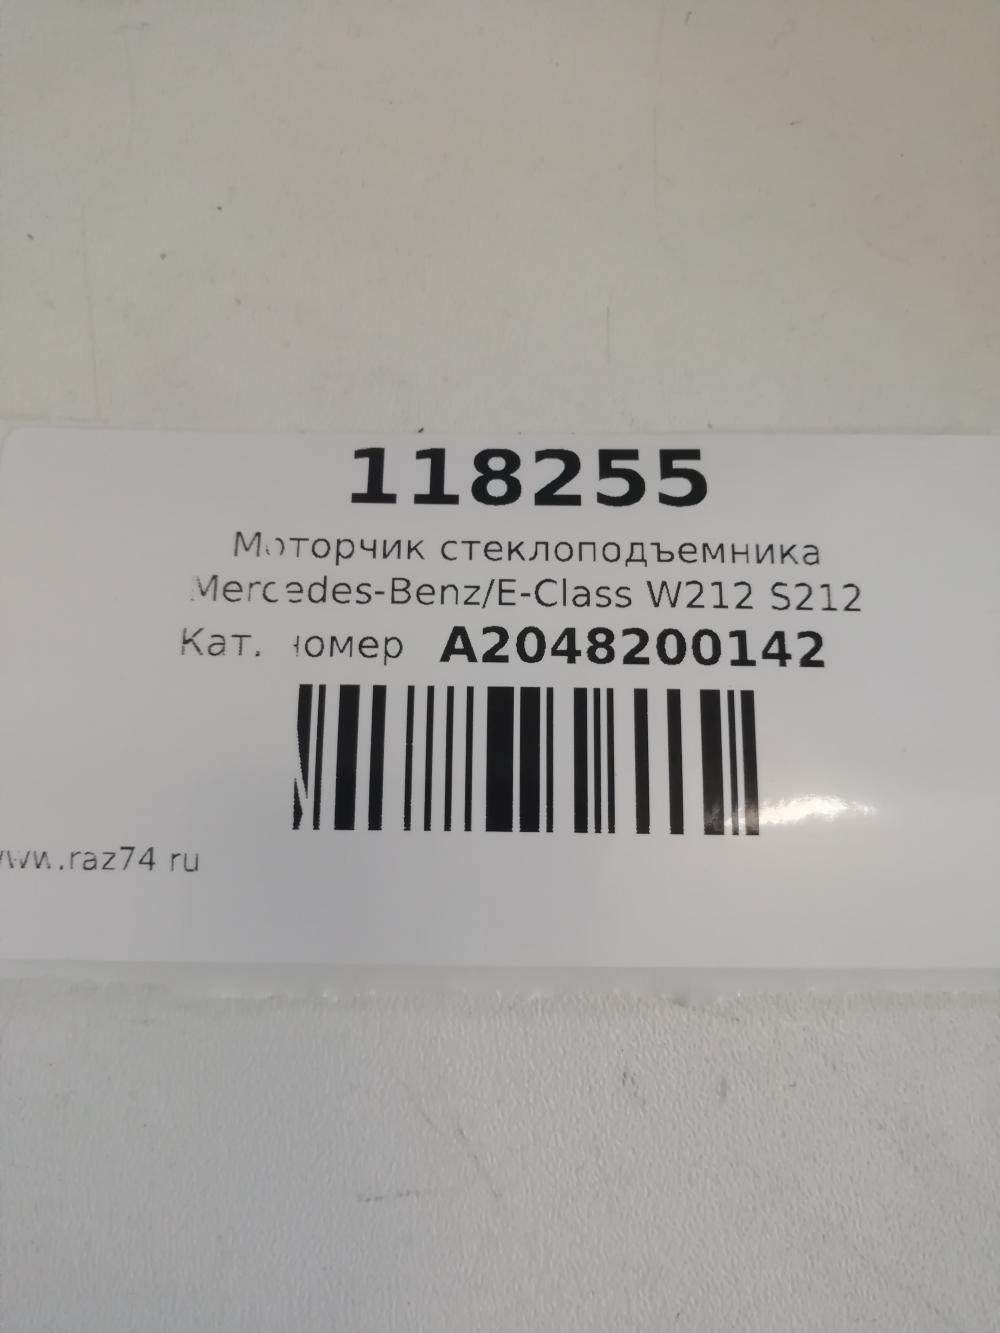 118255
Моторчик стеклоподъемника
Mercedes-Benz/E-Class W212 S212
Кат. номер A2048200142
www.raz74 ru